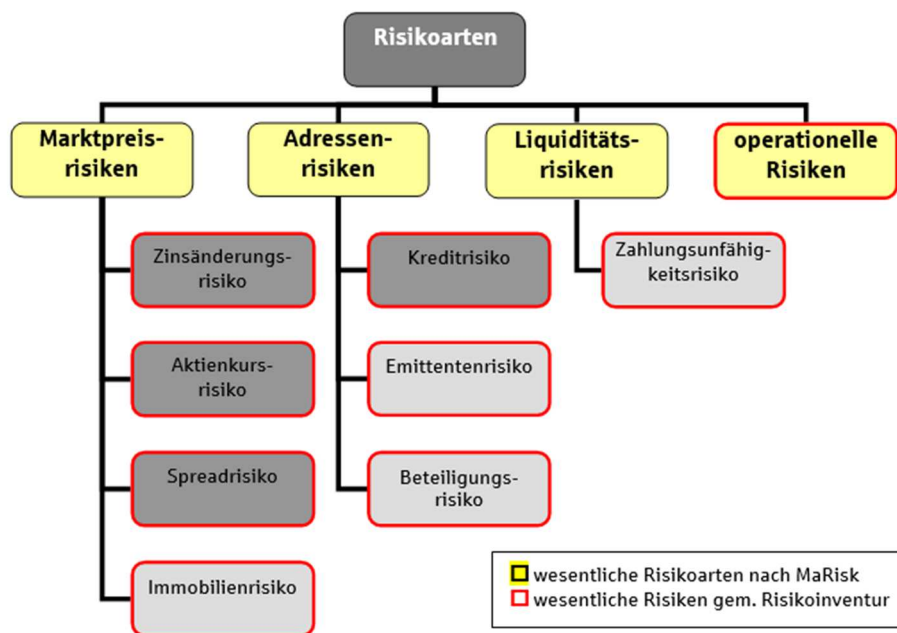 Risikoarten
Marktpreis-
risiken
Adressen-
risiken
Liquiditäts-
risiken
operationelle
Risiken
Zinsänderungs-
risiko
Aktienkurs-
risiko
Spreadrisiko
Immobilienrisiko
Kreditrisiko
Emittentenrisiko
Beteiligungs-
risiko
Zahlungsunfähig-
keitsrisiko
wesentliche Risikoarten nach MaRisk
wesentliche Risiken gem. Risikoinventur